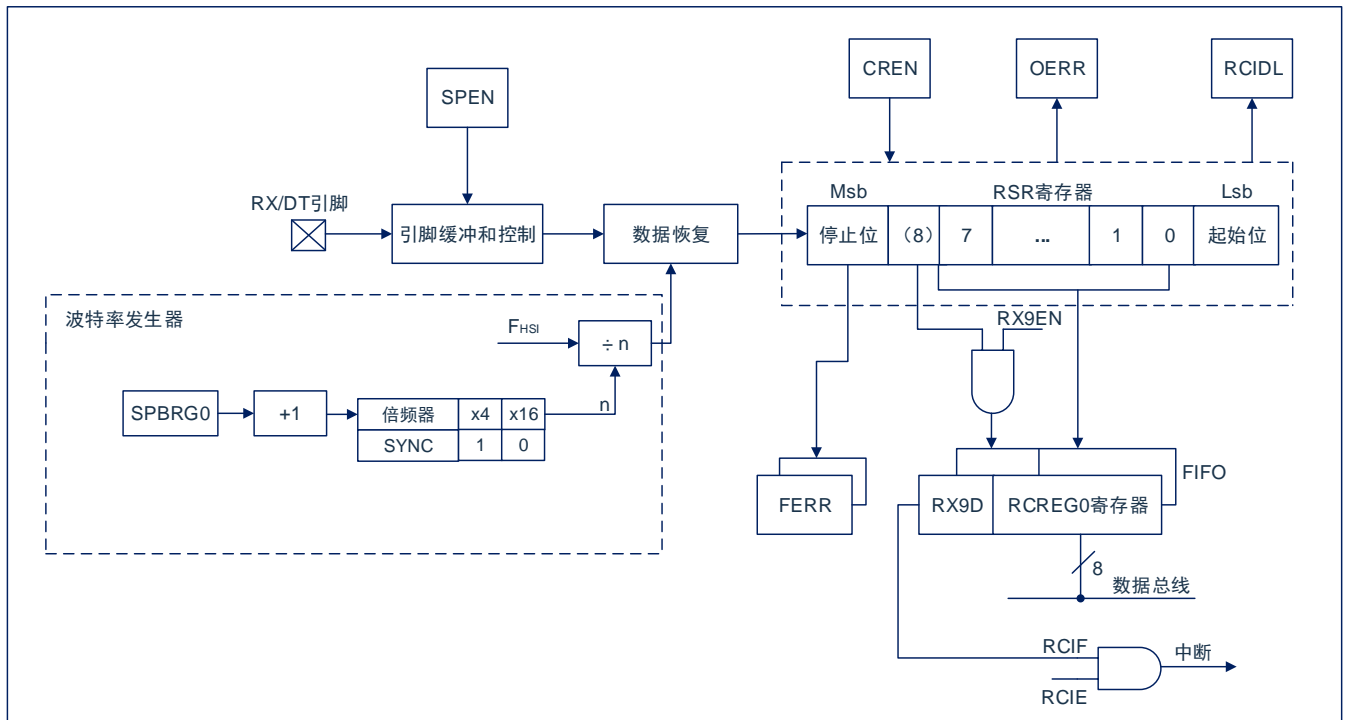 CREN
OERR
RCIDL
SPEN
Msb
RSR寄存器
Lsb
RX/DT引脚
引脚缓冲和控制
数据恢复
停止位
（8）
7
...
1
0
起始位
波特率发生器
FHSI
÷ n
RX9EN
SPBRG0
+1
倍频器
x4
x16
n
SYNC
1
0
FIFO
FERR
RX9D
RCREG0寄存器
8
数据总线
RCIF
中断
RCIE